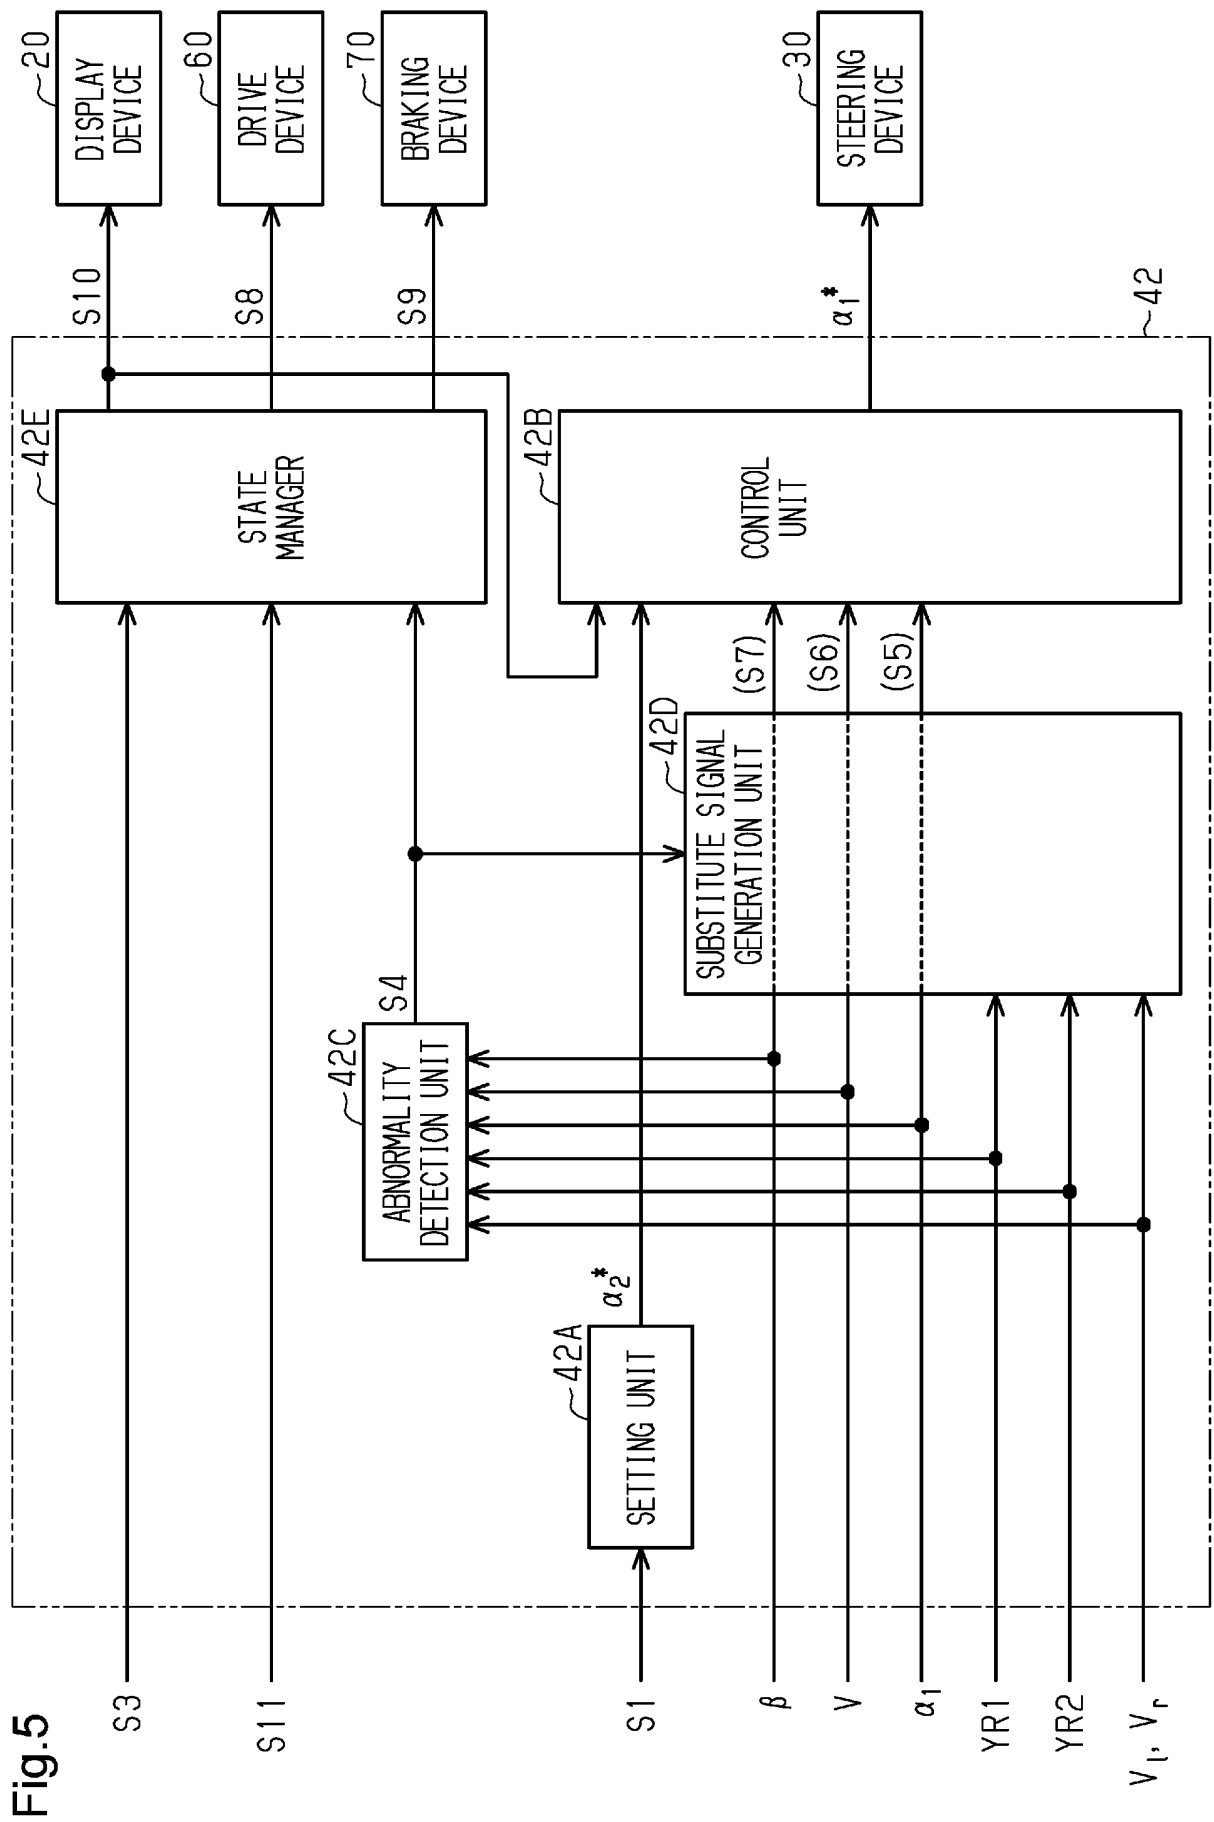 Fig.5
S3
S11
S1
β
V
α1
YR1
YR2
Vl, Vr
42A
SETTING UNIT
α2*
42C
ABNORMALITY
DETECTION UNIT
S4
42D
SUBSTITUTE SIGNAL
GENERATION UNIT
(S7)
(S6)
(S5)
42E
STATE
MANAGER
42B
CONTROL
UNIT
42
S10
S8
S9
α1*
20
DISPLAY
DEVICE
60
DRIVE
DEVICE
70
BRAKING
DEVICE
30
STEERING
DEVICE